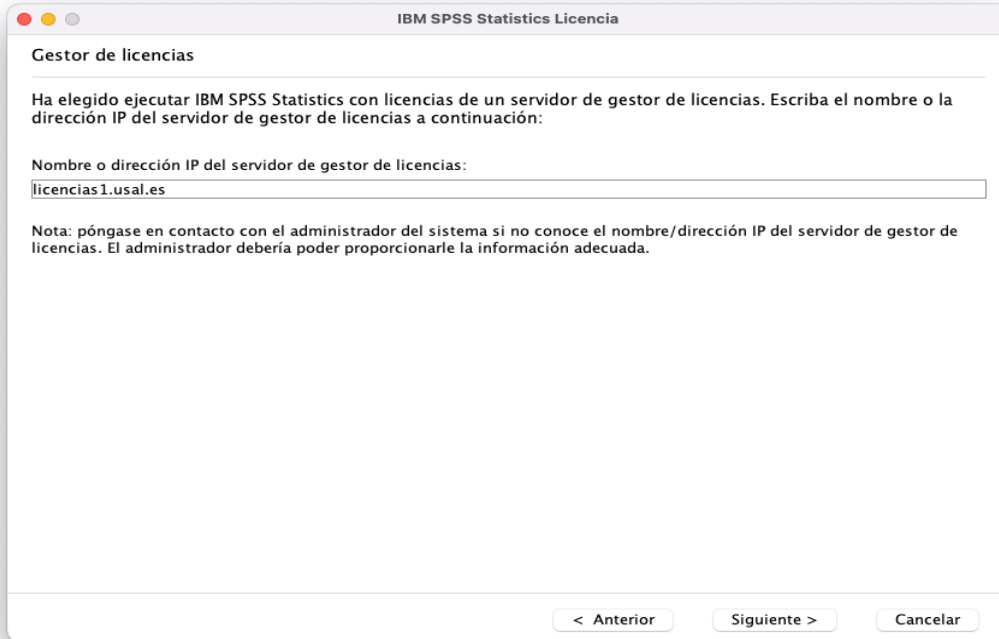 IBM SPSS Statistics Licencia
Gestor de licencias
Ha elegido ejecutar IBM SPSS Statistics con licencias de un servidor de gestor de licencias. Escriba el nombre o la
dirección IP del servidor de gestor de licencias a continuación:
Nombre o dirección IP del servidor de gestor de licencias:
licencias1.usal.es
Nota: póngase en contacto con el administrador del sistema si no conoce el nombre/dirección IP del servidor de gestor de
licencias. El administrador debería poder proporcionarle la información adecuada.
< Anterior Siguiente > Cancelar